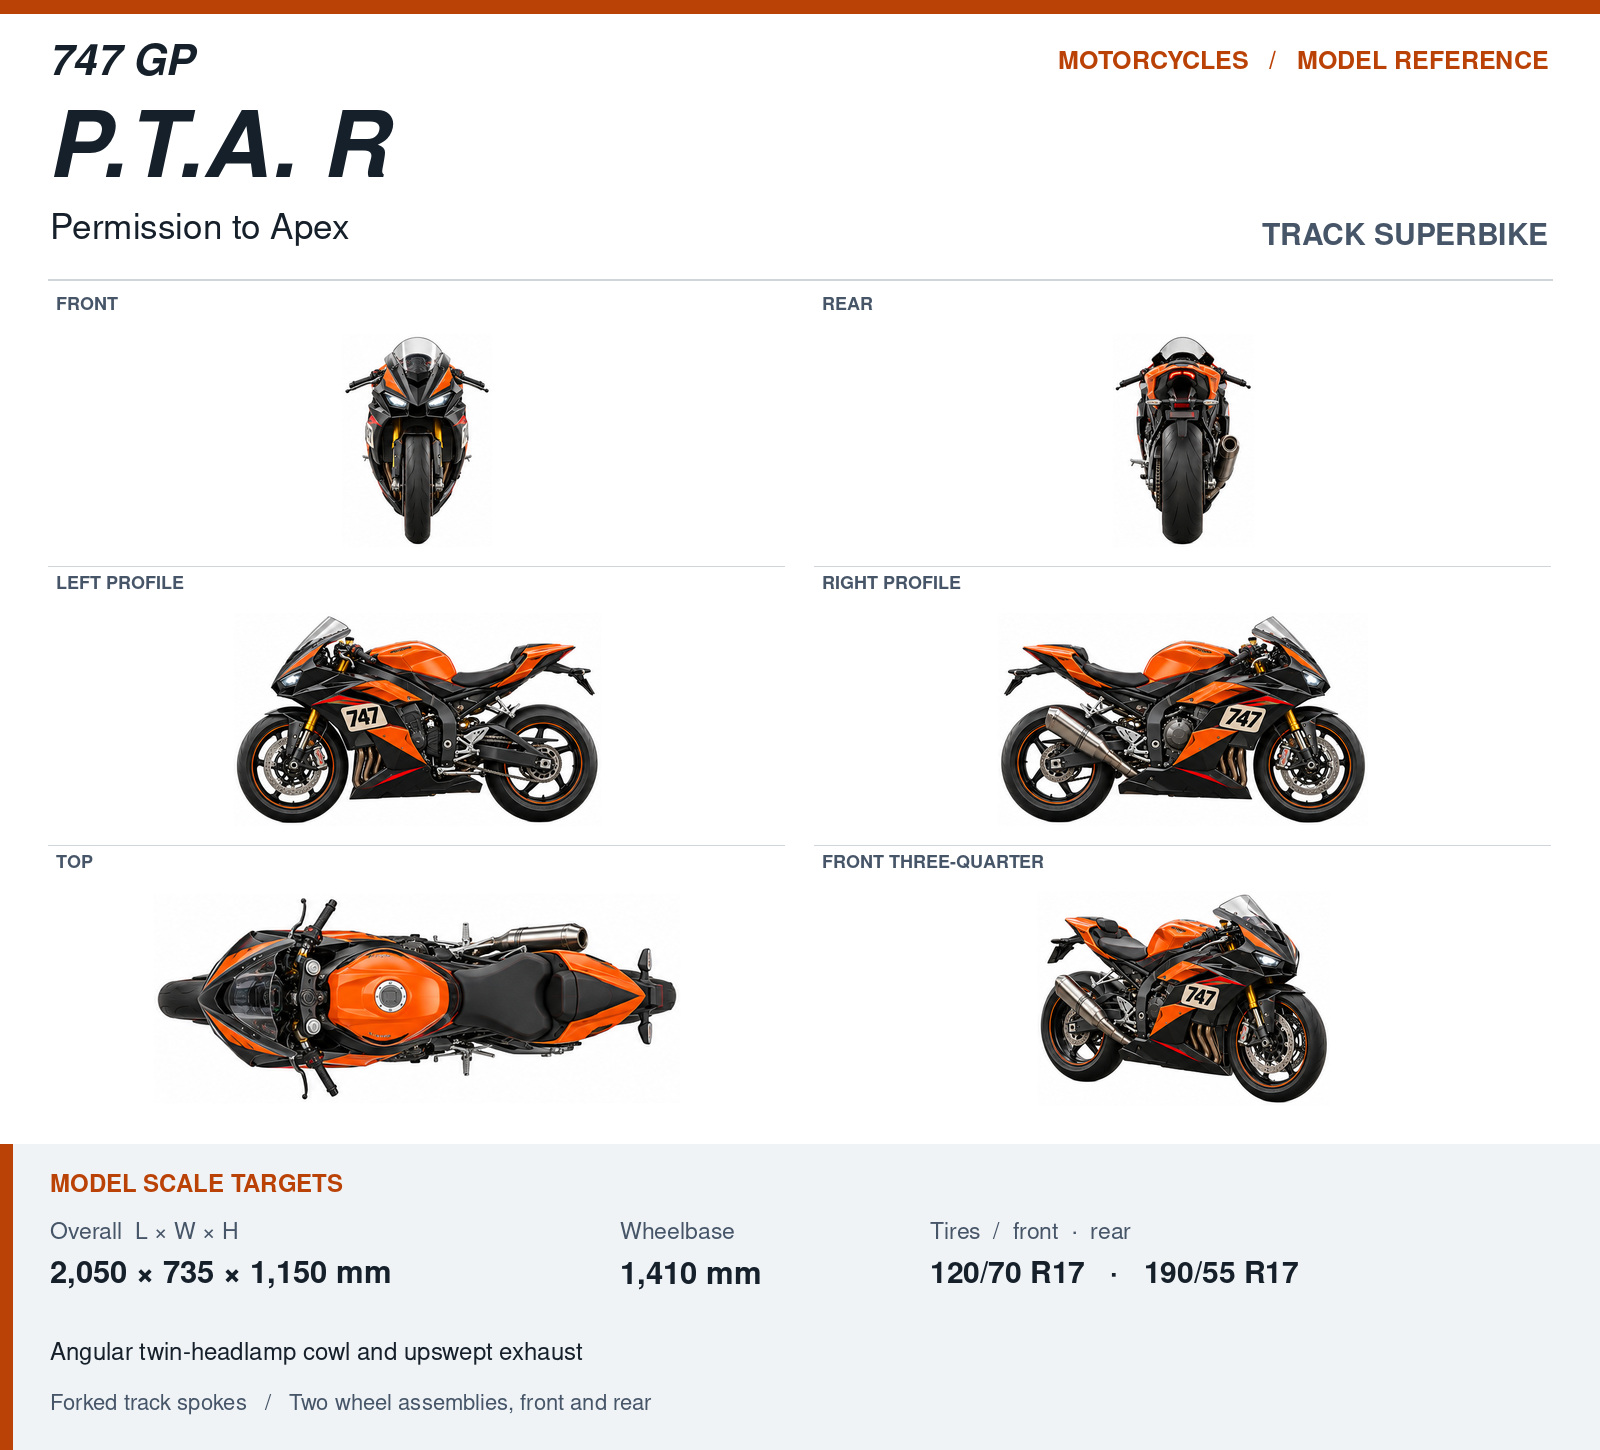 747 GP
MOTORCYCLES / MODEL REFERENCE
P.T.A. R
Permission to Apex
TRACK SUPERBIKE
FRONT
REAR
LEFT PROFILE
RIGHT PROFILE
747
747
TOP
FRONT THREE-QUARTER
747
MODEL SCALE TARGETS
Overall L × W × H
Wheelbase
Tires / front · rear
2,050 × 735 × 1,150 mm
1,410 mm
120/70 R17 · 190/55 R17
Angular twin-headlamp cowl and upswept exhaust
Forked track spokes / Two wheel assemblies, front and rear